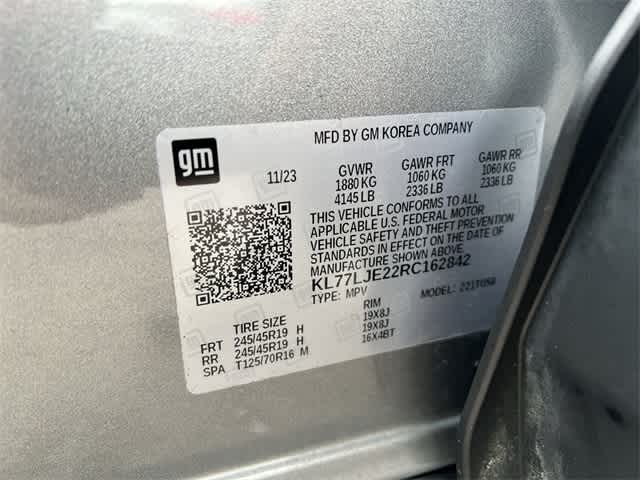 MFD BY GM KOREA COMPANY
gm
11/23
GVWR GAWR FRT GAWR RR
1880 KG 1060 KG 1060 KG
4145 LB 2336 LB 2336 LB
THIS VEHICLE CONFORMS TO ALL
APPLICABLE U.S. FEDERAL MOTOR
VEHICLE SAFETY AND THEFT PREVENTION
STANDARDS IN EFFECT ON THE DATE OF
MANUFACTURE SHOWN ABOVE.
KL77LJE22RC162842
TYPE: MPV MODEL:
TIRE SIZE RIM
FRT 245/45R19 H 19X8J
RR 245/45R19 H 19X8J
SPA T125/70R16 M 16X4BT